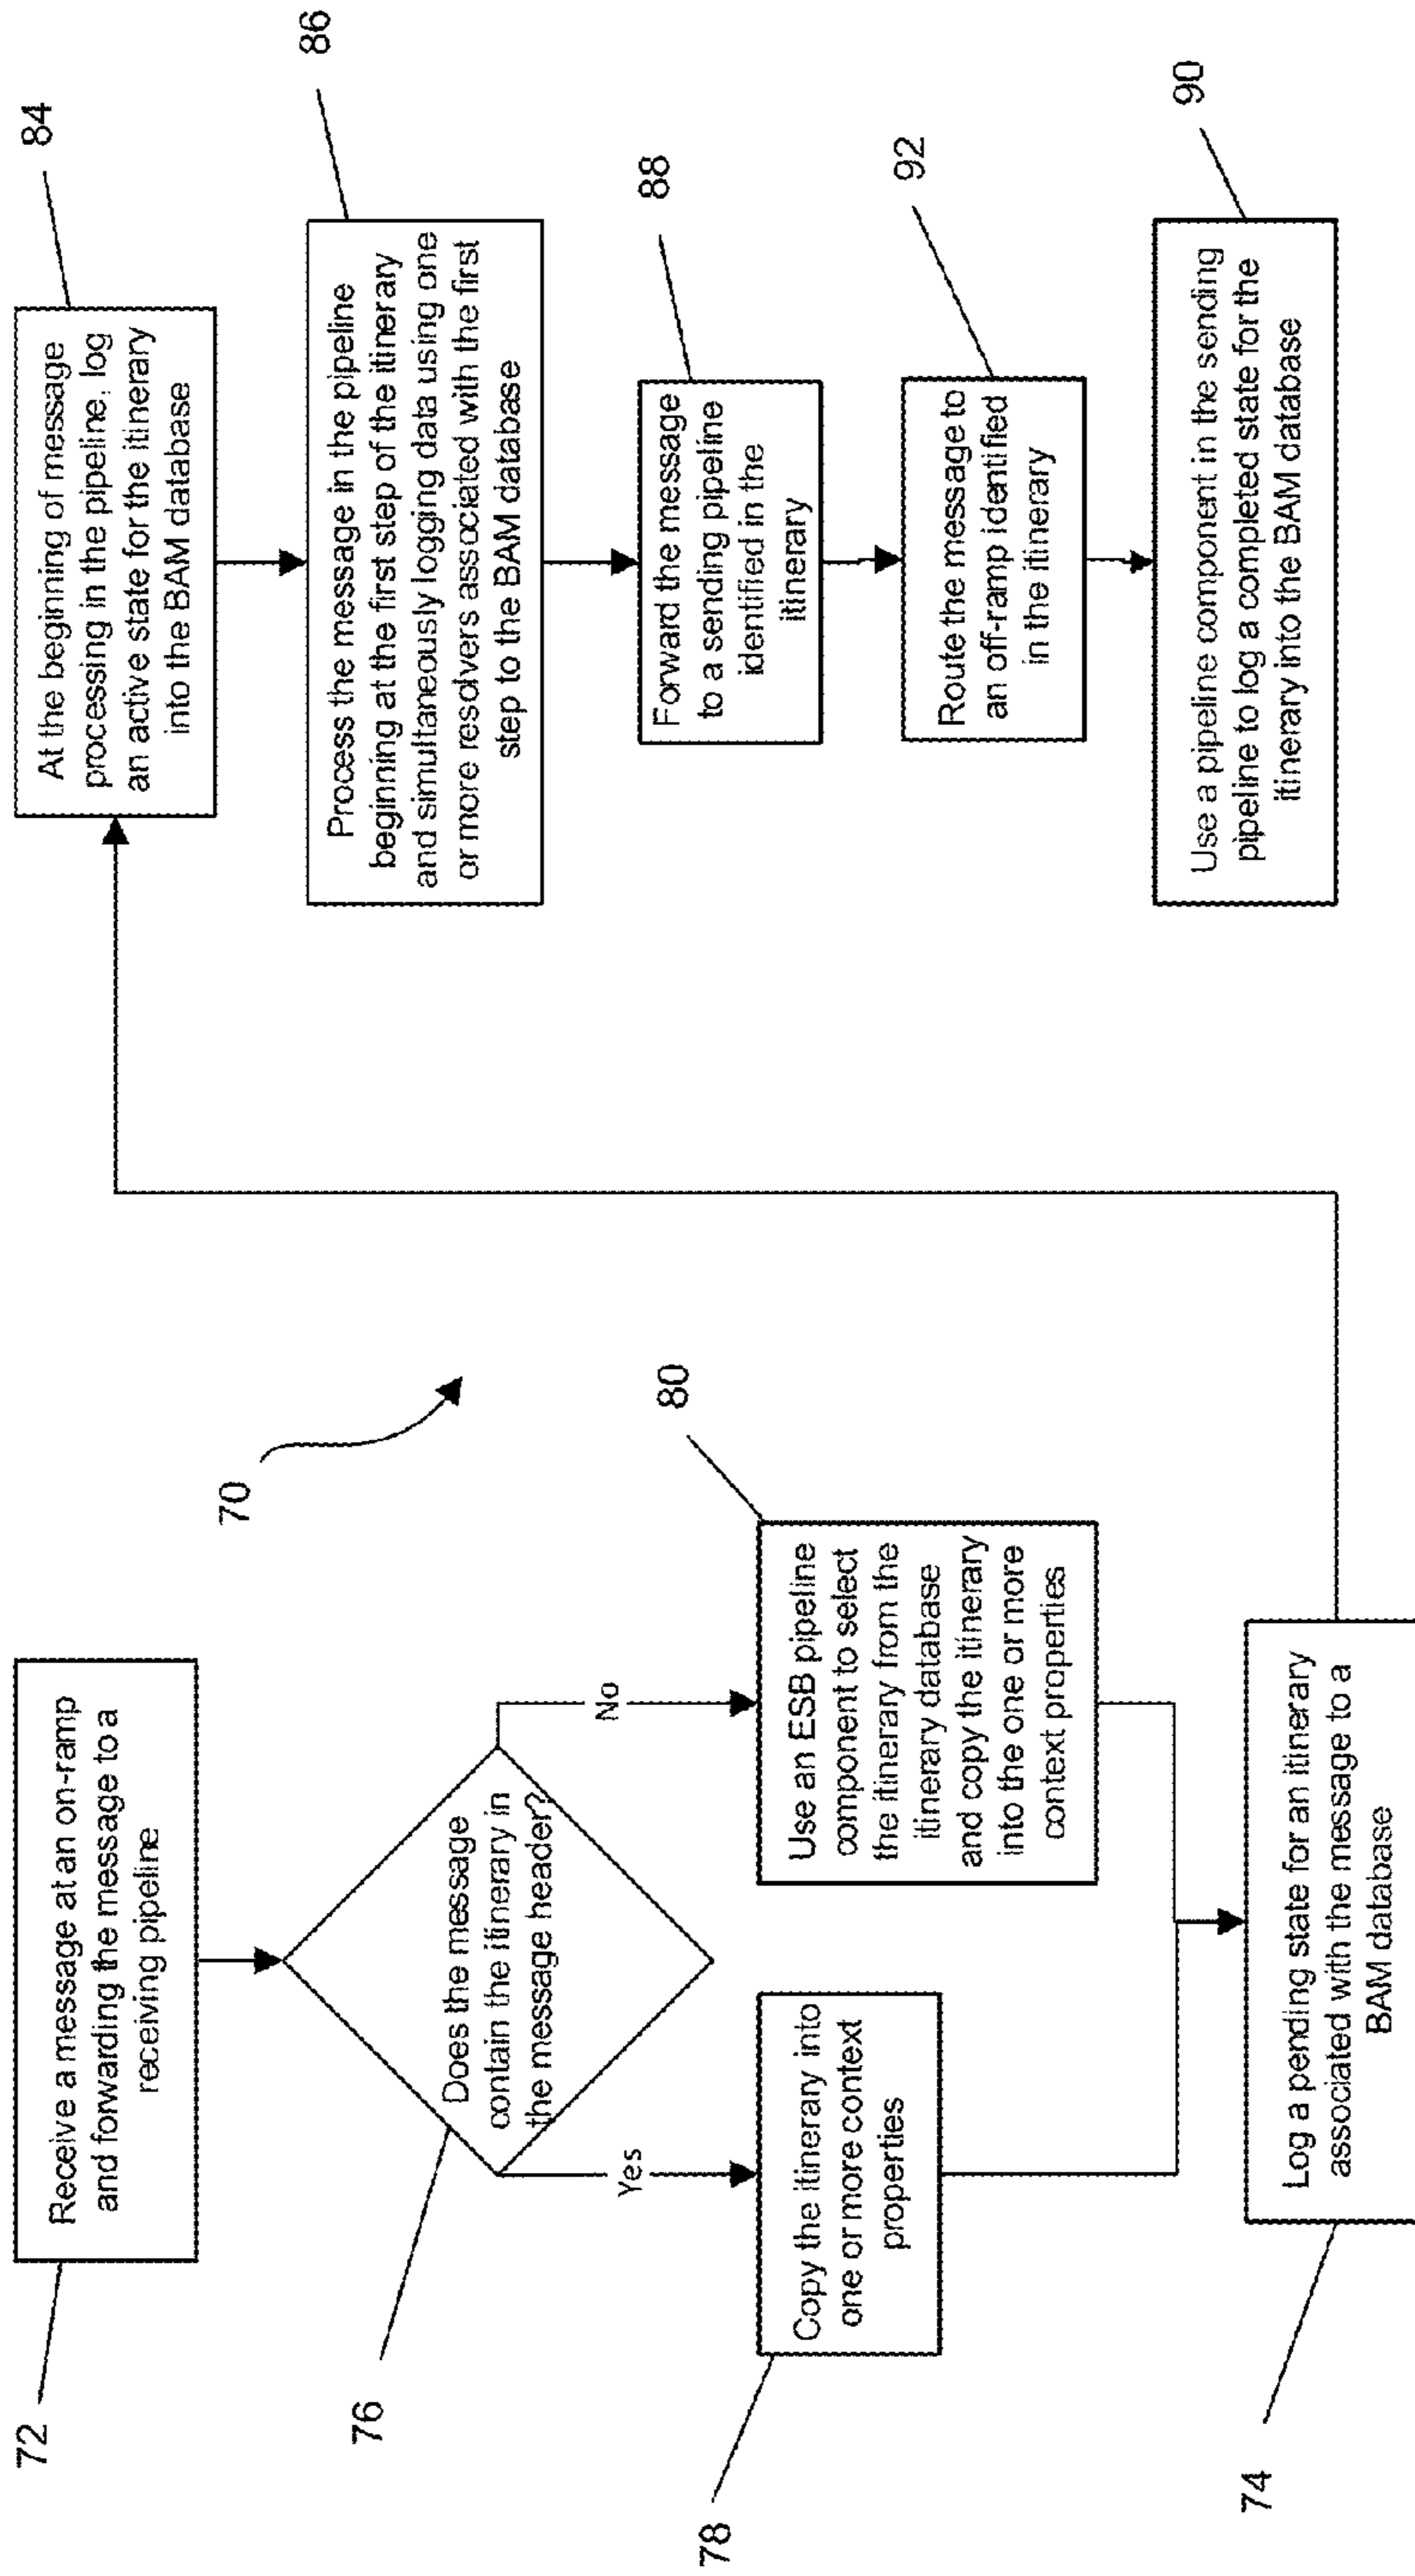 72
Receive a message at an on-ramp
and forwarding the message to a
receiving pipeline
76
Does the message
contain the itinerary in
the message header?
Yes
No
78
Copy the itinerary into
one or more context
properties
80
Use an ESB pipeline
component to select
the itinerary from the
itinerary database
and copy the itinerary
into the one or more
context properties
74
Log a pending state for an itinerary
associated with the message to a
BAM database
70
84
At the beginning of message
processing in the pipeline, log
an active state for the itinerary
into the BAM database
86
Process the message in the pipeline
beginning at the first step of the itinerary
and simultaneously logging data using one
or more resolvers associated with the first
step to the BAM database
88
Forward the message
to a sending pipeline
identified in the
itinerary
92
Route the message to
an off-ramp identified
in the itinerary
90
Use a pipeline component in the sending
pipeline to log a completed state for the
itinerary into the BAM database